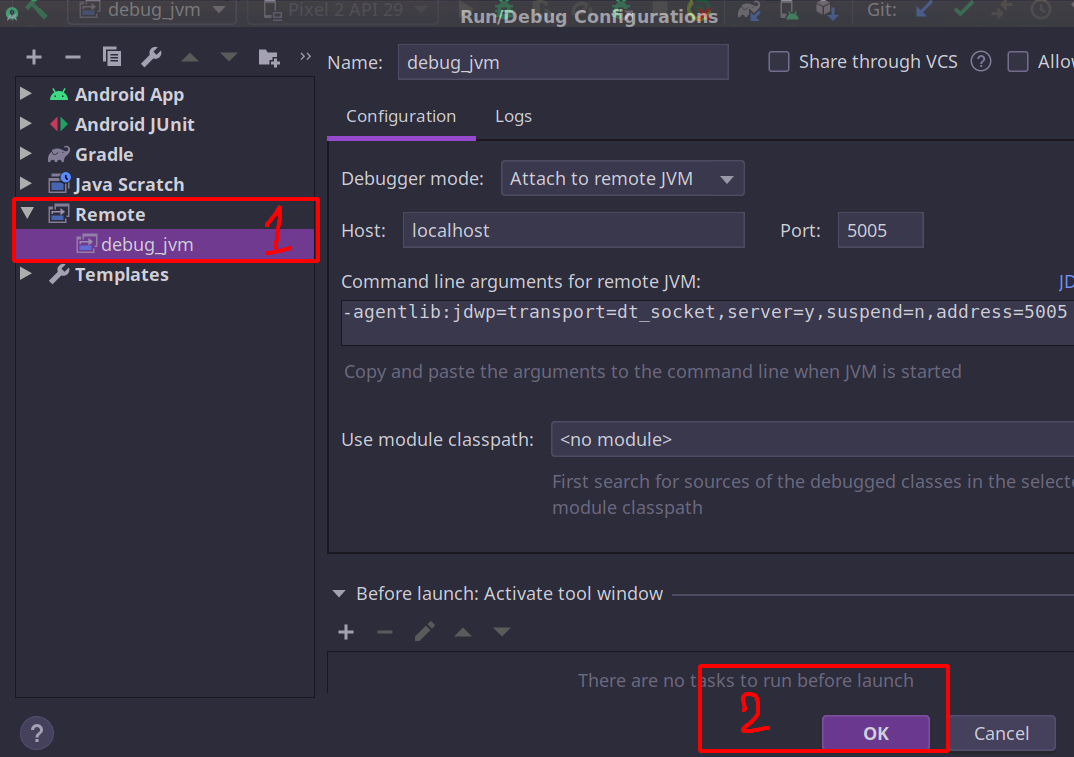 debug_jvm
Pixel 2 API 29
Run/Debug Configurations
Git:
Android App
Android JUnit
Gradle
Java Scratch
Remote
debug_jvm
Templates
1
Name:
debug_jvm
Share through VCS
?
Allow
Configuration
Logs
Debugger mode:
Attach to remote JVM
Host:
localhost
Port:
5005
Command line arguments for remote JVM:
JD
-agentlib:jdwp=transport=dt_socket,server=y,suspend=n,address=5005
Copy and paste the arguments to the command line when JVM is started
Use module classpath:
<no module>
First search for sources of the debugged classes in the selecte
module classpath
Before launch: Activate tool window
There are no tasks to run before launch
2
?
OK
Cancel